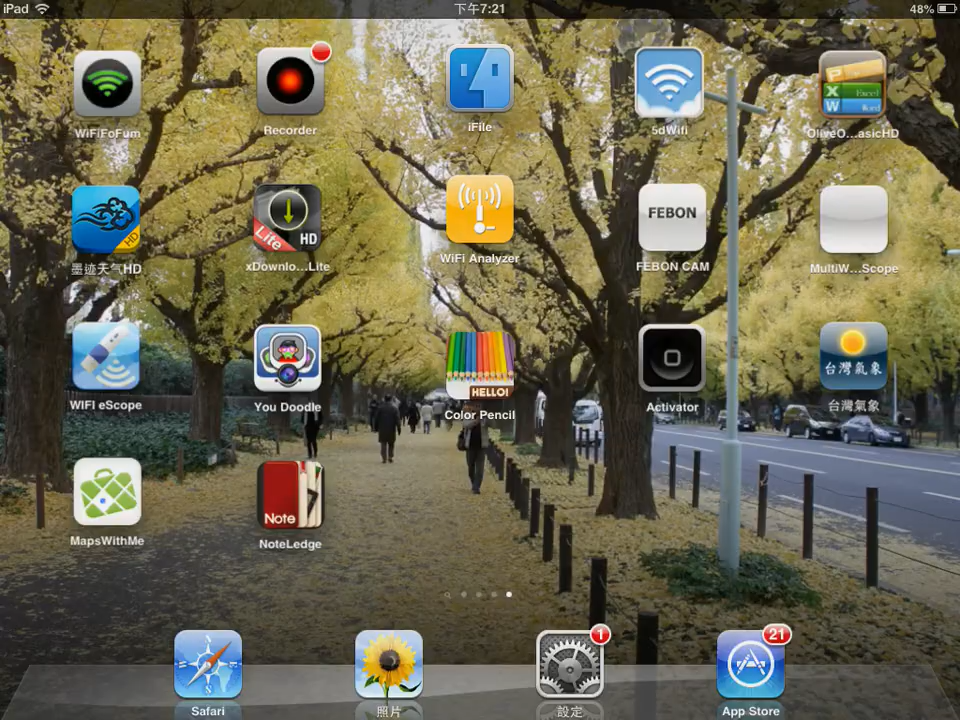 iPad
下午7:21
48%
WiFiFoFum
Recorder
iFile
5dWifi
P
X Excel
W Word
OliveO...asicHD
HD
墨迹天气HD
Lite HD
xDownlo...Lite
WiFi Analyzer
FEBON
FEBON CAM
MultiW...Scope
WIFI eScope
You Doodle
HELLO!
Color Pencil
Activator
台灣氣象
台灣氣象
MapsWithMe
Note
NoteLedge
N
W E
S
Safari
照片
1
設定
21
App Store